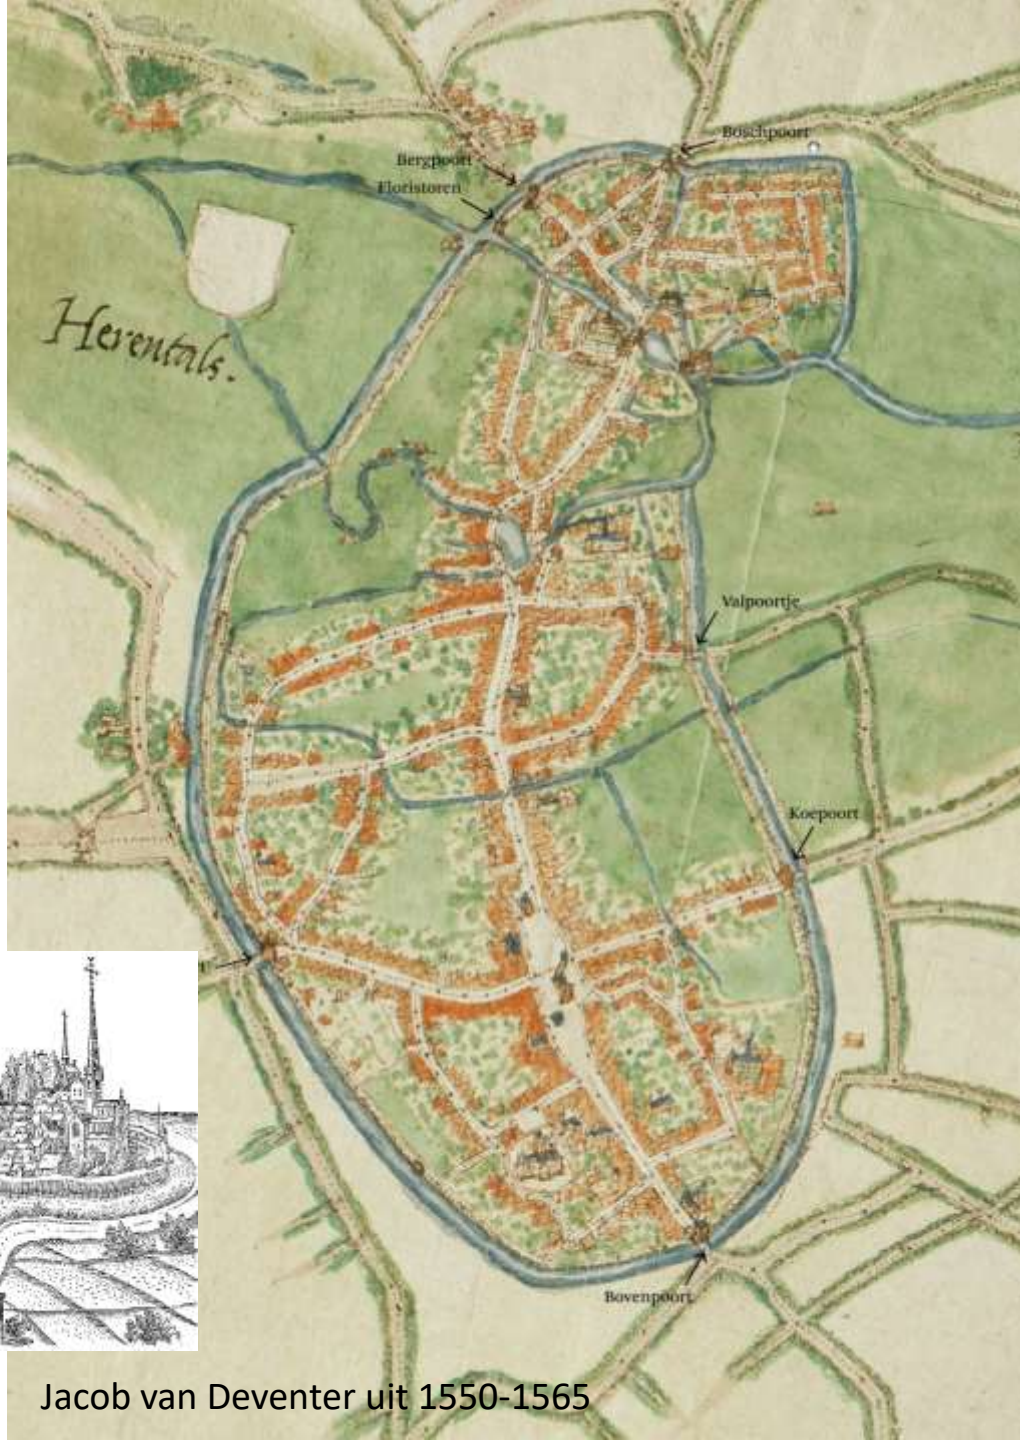 Boschpoort
Bergpoort
Floristoren
Herentals.
Valpoortje
Koepoort
Bovenpoort
Jacob van Deventer uit 1550-1565